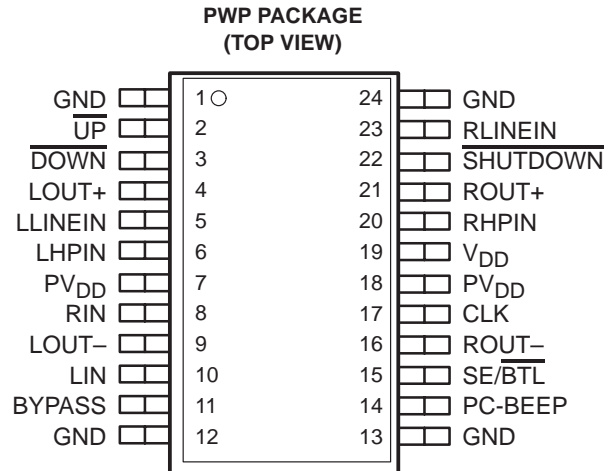 PWP PACKAGE
(TOP VIEW)
GND 1 24 GND
UP 2 23 RLINEIN
DOWN 3 22 SHUTDOWN
LOUT+ 4 21 ROUT+
LLINEIN 5 20 RHPIN
LHPIN 6 19 VDD
PVDD 7 18 PVDD
RIN 8 17 CLK
LOUT– 9 16 ROUT–
LIN 10 15 SE/BTL
BYPASS 11 14 PC-BEEP
GND 12 13 GND